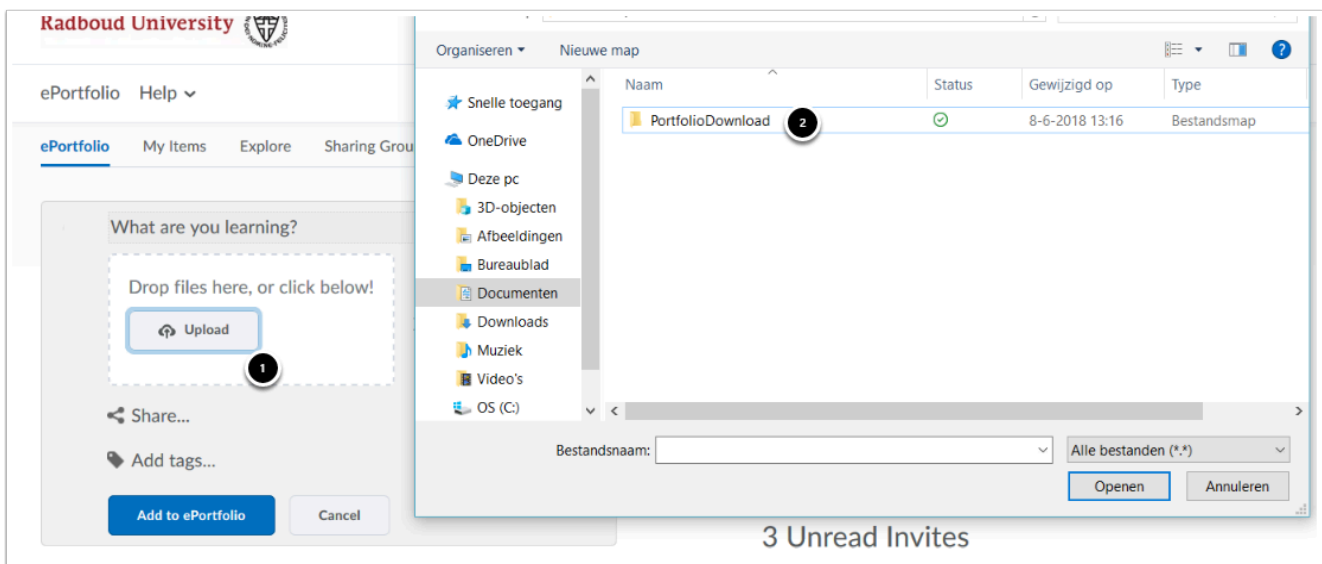 Radboud University
ePortfolio Help
ePortfolio My Items Explore Sharing Grou
What are you learning?
Drop files here, or click below!
Upload
1
Share...
Add tags...
Add to ePortfolio Cancel
Organiseren Nieuwe map
?
Naam Status Gewijzigd op Type
PortfolioDownload 2 8-6-2018 13:16 Bestandsmap
Snelle toegang
OneDrive
Deze pc
3D-objecten
Afbeeldingen
Bureaublad
Documenten
Downloads
Muziek
Video's
OS (C:)
Bestandsnaam: Alle bestanden (*.*)
Openen Annuleren
3 Unread Invites